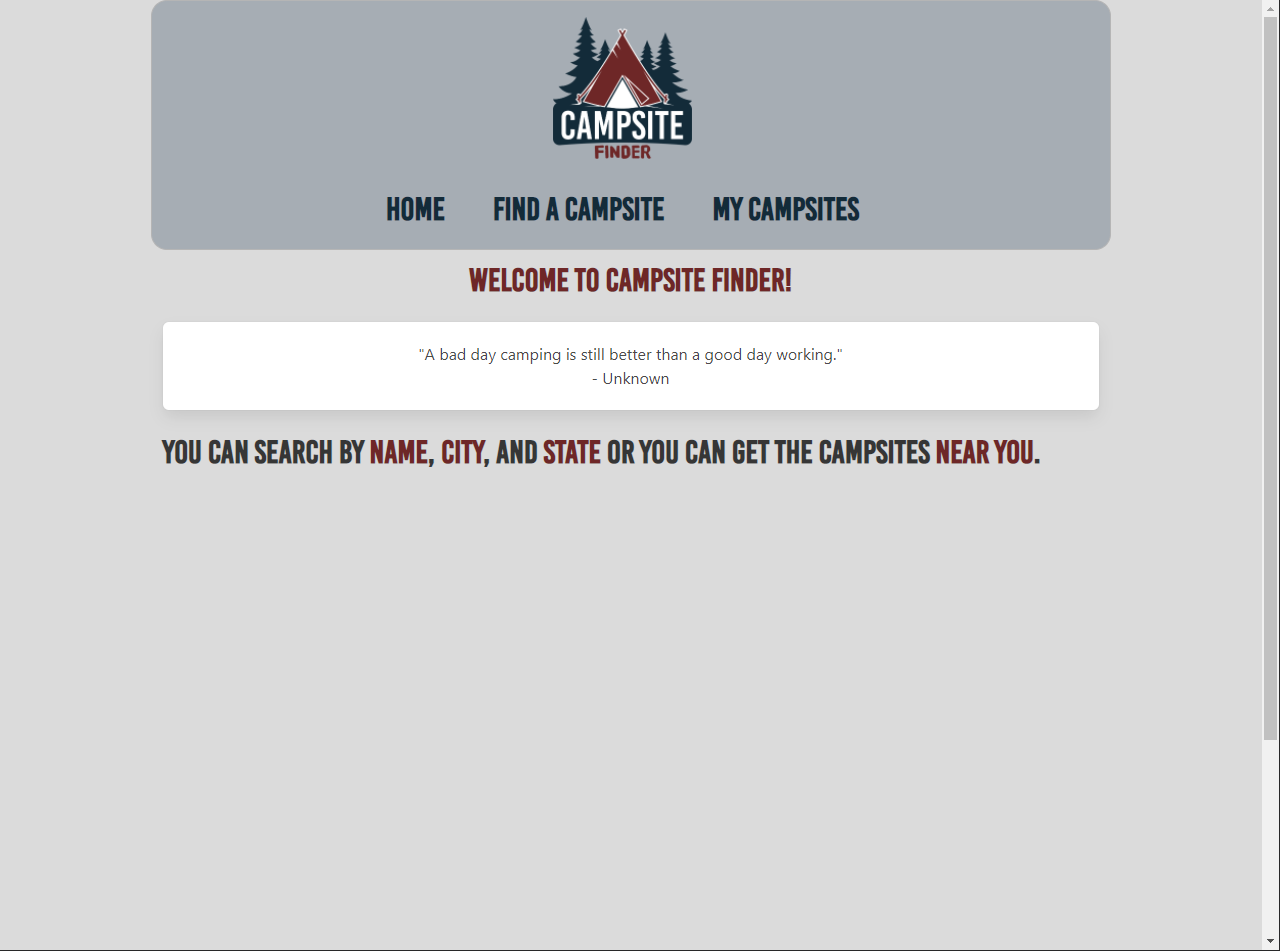 CAMPSITE
FINDER
HOME FIND A CAMPSITE MY CAMPSITES
WELCOME TO CAMPSITE FINDER!
"A bad day camping is still better than a good day working."
- Unknown
YOU CAN SEARCH BY NAME, CITY, AND STATE OR YOU CAN GET THE CAMPSITES NEAR YOU.